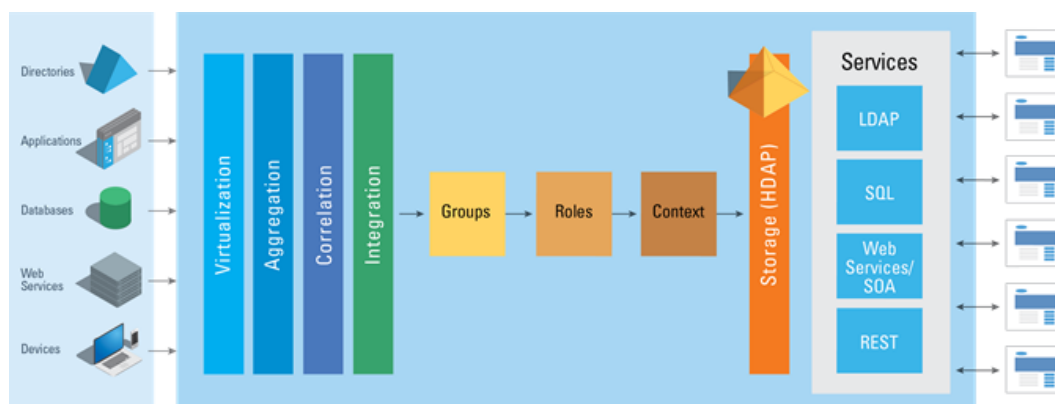 Directories
Applications
Databases
Web
Services
Devices
Virtualization
Aggregation
Correlation
Integration
Groups
Roles
Context
Storage (HDAP)
Services
LDAP
SQL
Web
Services/
SOA
REST